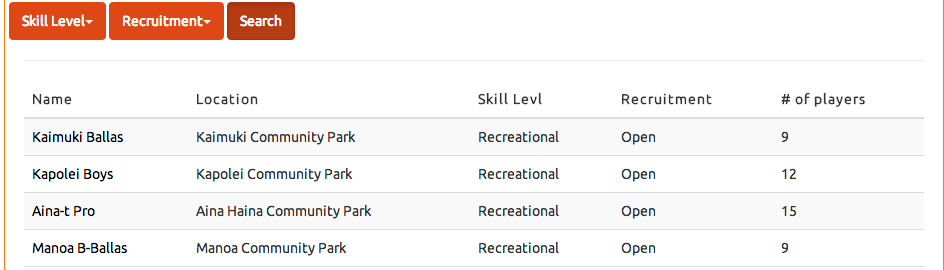 Skill Level Recruitment Search
Name Location Skill Levl Recruitment # of players
Kaimuki Ballas Kaimuki Community Park Recreational Open 9
Kapolei Boys Kapolei Community Park Recreational Open 12
Aina-t Pro Aina Haina Community Park Recreational Open 15
Manoa B-Ballas Manoa Community Park Recreational Open 9